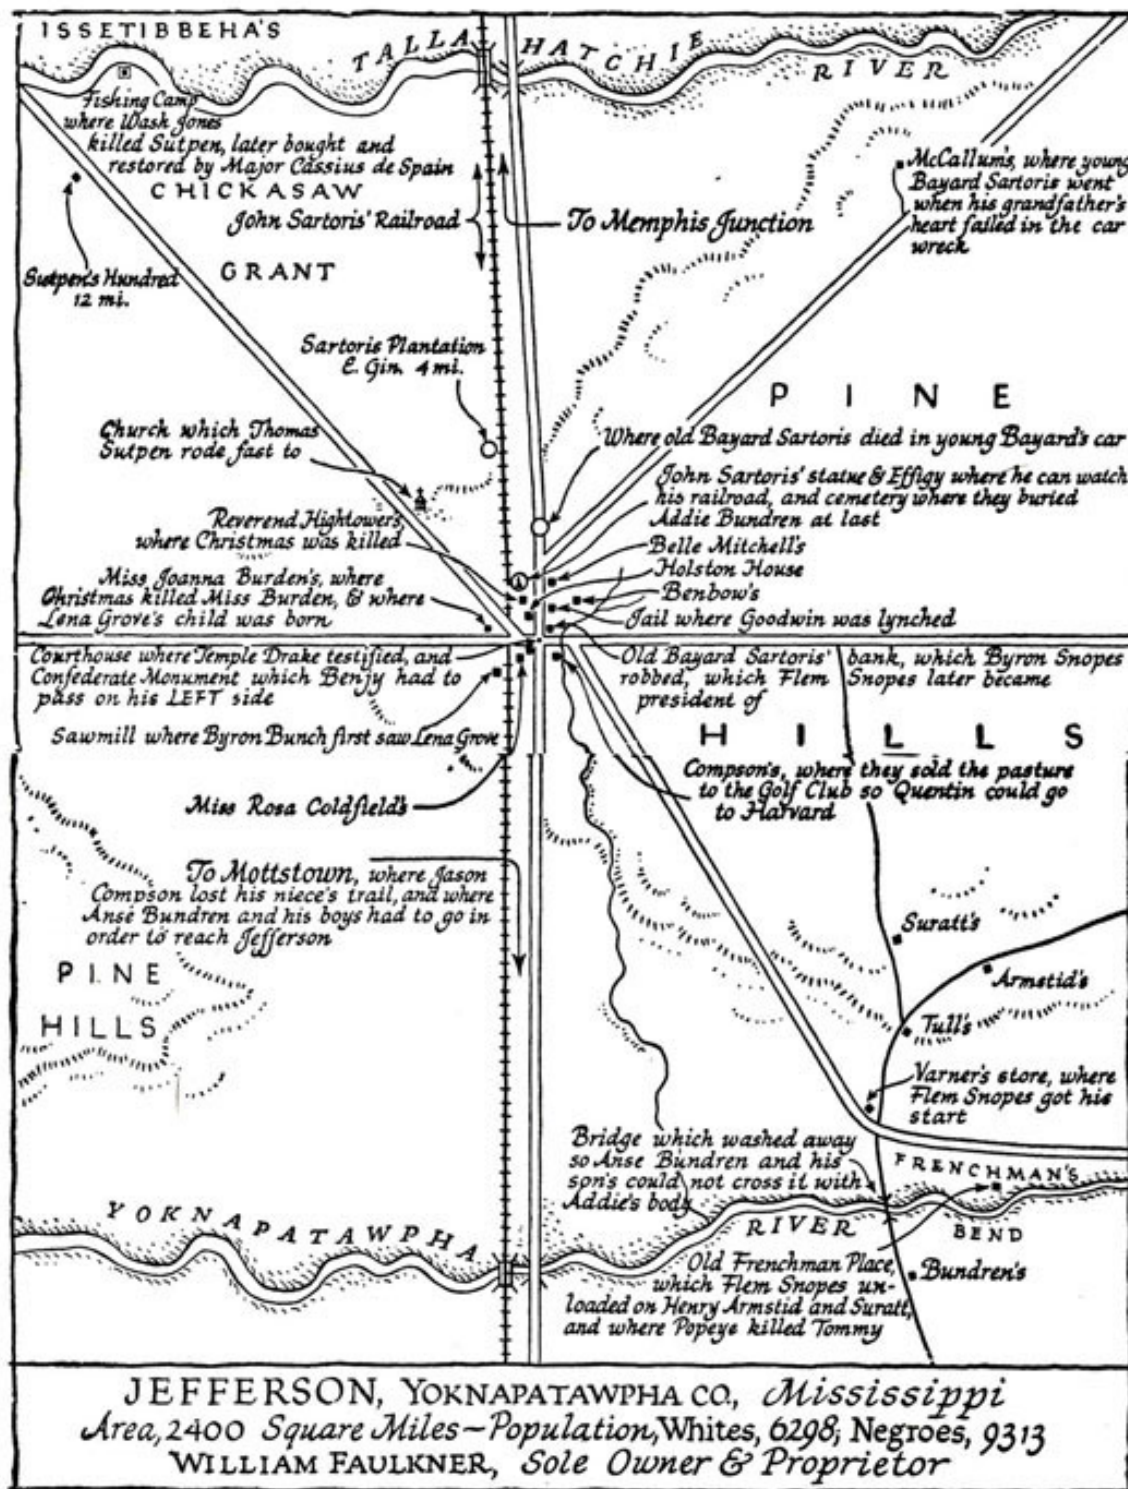 ISSETIBBEHA'S
TALLA HATCHIE
RIVER
Fishing Camp
where Wash Jones
killed Sutpen, later bought and
restored by Major Cassius de Spain
CHICKASAW
John Sartoris' Railroad
To Memphis Junction
McCallum's, where young
Bayard Sartoris went
when his grandfather's
heart failed in the car
wreck
GRANT
Sutpen's Hundred
12 mi.
Sartoris Plantation
E. Gin. 4 mi.
PINE
Church which Thomas
Sutpen rode fast to
Where old Bayard Sartoris died in young Bayard's car
John Sartoris' statue & Effigy where he can watch
his railroad, and cemetery where they buried
Addie Bundren at last
Reverend Hightower's,
where Christmas was killed
Belle Mitchell's
Holston House
Benbow's
Jail where Goodwin was lynched
Miss Joanna Burden's, where
Christmas killed Miss Burden, & where
Lena Grove's child was born
Courthouse where Temple Drake testified, and
Confederate Monument which Benjy had to
pass on his LEFT side
Old Bayard Sartoris' bank, which Byron Snopes
robbed, which Flem Snopes later became
president of
Sawmill where Byron Bunch first saw Lena Grove
HILLS
Compson's, where they sold the pasture
to the Golf Club so Quentin could go
to Harvard
Miss Rosa Coldfield's
To Mottstown, where Jason
Compson lost his niece's trail, and where
Anse Bundren and his boys had to go in
order to reach Jefferson
Suratt's
Armstid's
PINE
HILLS
Tull's
Varner's store, where
Flem Snopes got his
start
Bridge which washed away
so Anse Bundren and his
son's could not cross it with
Addie's body
FRENCHMAN'S
BEND
YOKNAPATAWPHA
RIVER
Old Frenchman Place,
which Flem Snopes un-
loaded on Henry Armstid and Suratt,
and where Popeye killed Tommy
Bundren's
JEFFERSON, YOKNAPATAWPHA CO., Mississippi
Area, 2400 Square Miles ~ Population, Whites, 6298; Negroes, 9313
WILLIAM FAULKNER, Sole Owner & Proprietor